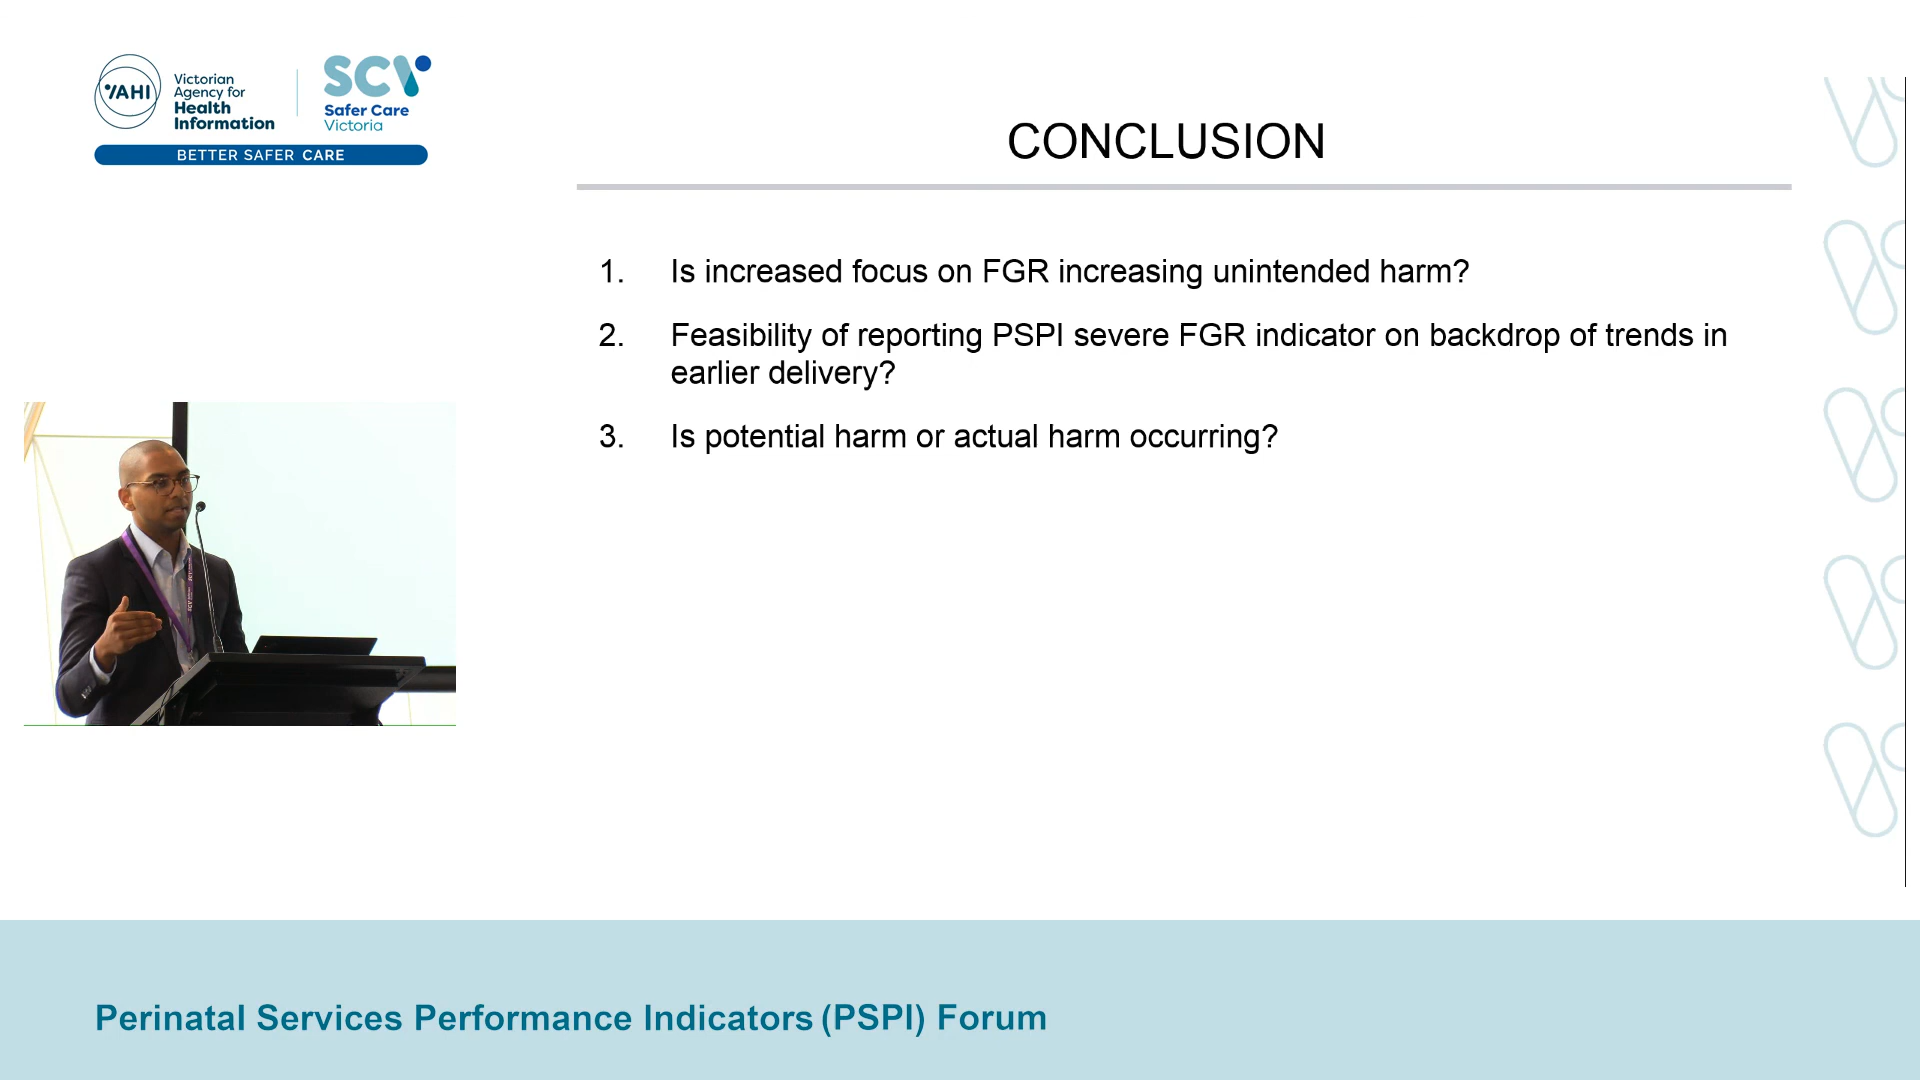 VAHI
Victorian
Agency for
Health
Information
SCV
Safer Care
Victoria
BETTER SAFER CARE
CONCLUSION
1. Is increased focus on FGR increasing unintended harm?
2. Feasibility of reporting PSPI severe FGR indicator on backdrop of trends in
earlier delivery?
3. Is potential harm or actual harm occurring?
Perinatal Services Performance Indicators (PSPI) Forum